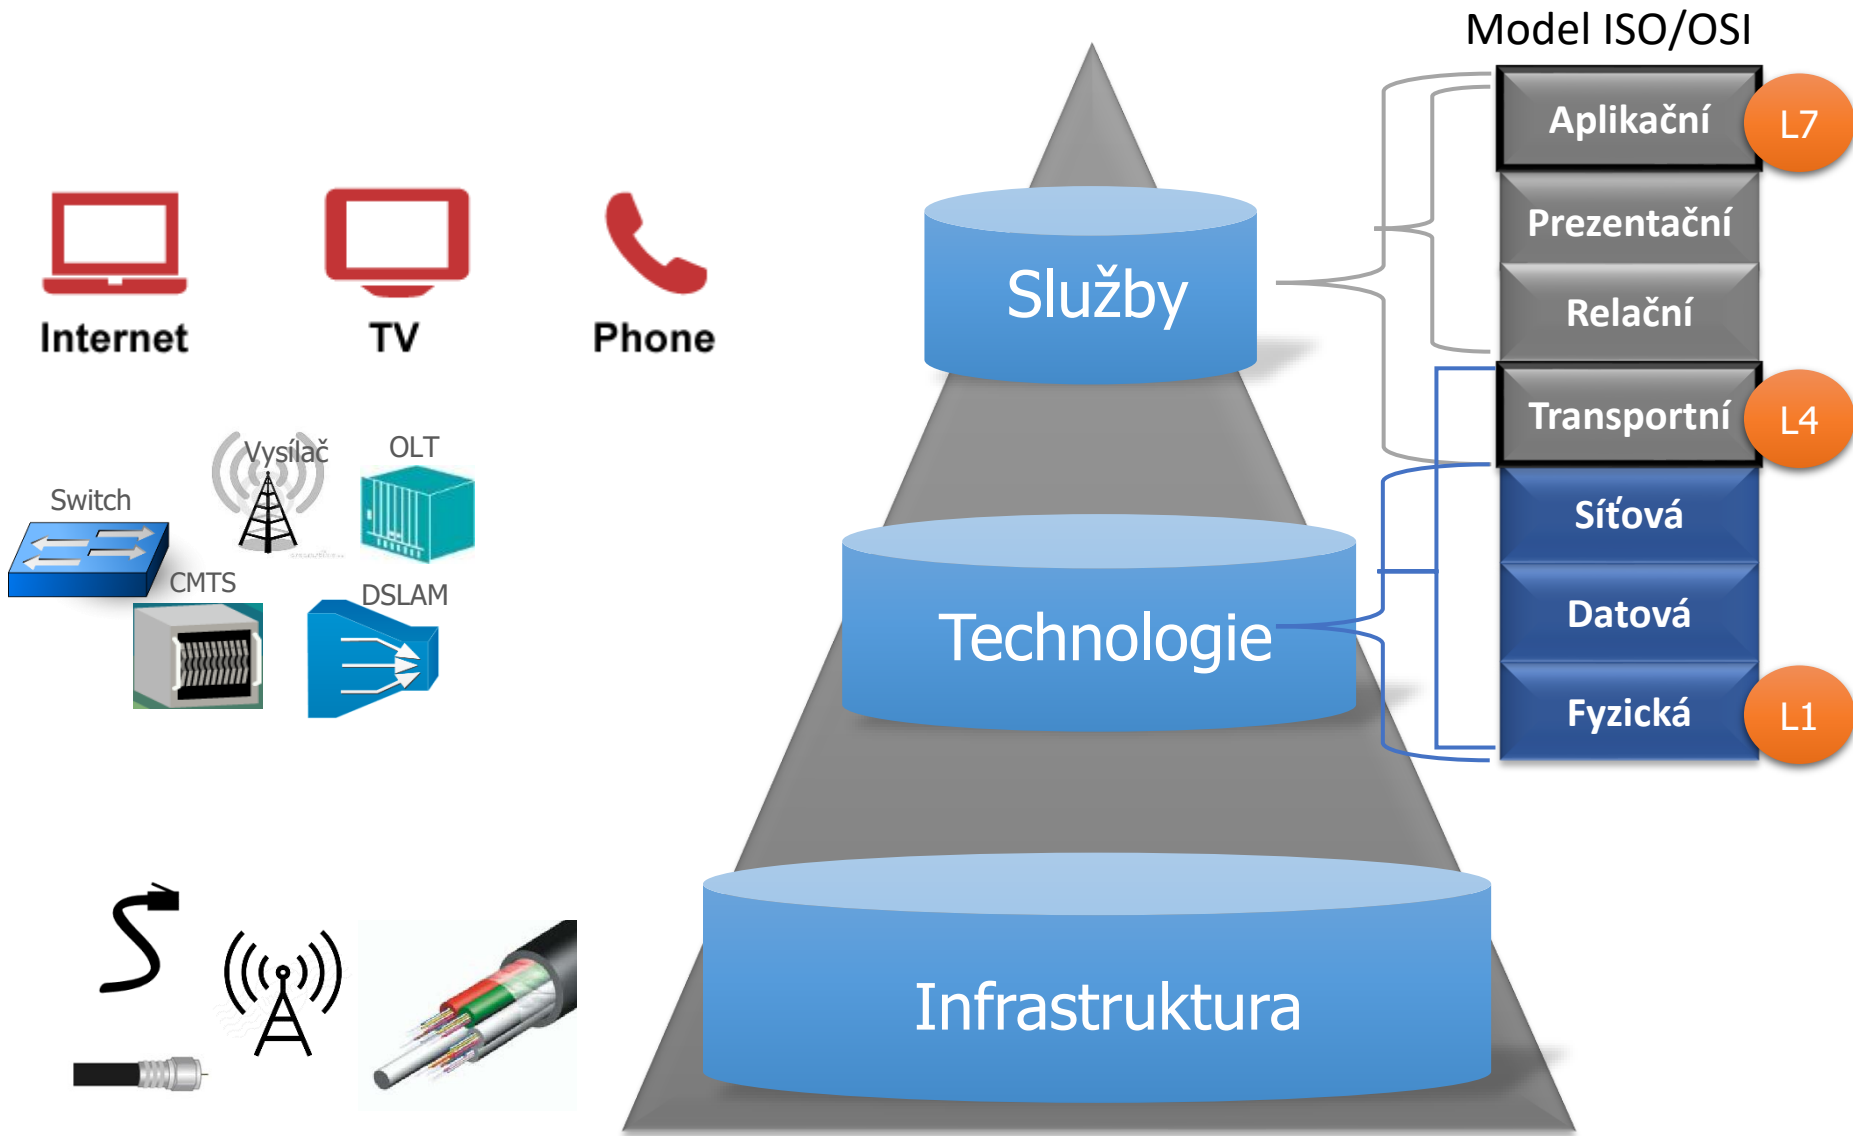 Model ISO/OSI
Aplikační
L7
Prezentační
Relační
Transportní
L4
Síťová
Datová
Fyzická
L1
Služby
Technologie
Infrastruktura
Internet
TV
Phone
Vysílač
OLT
Switch
CMTS
DSLAM